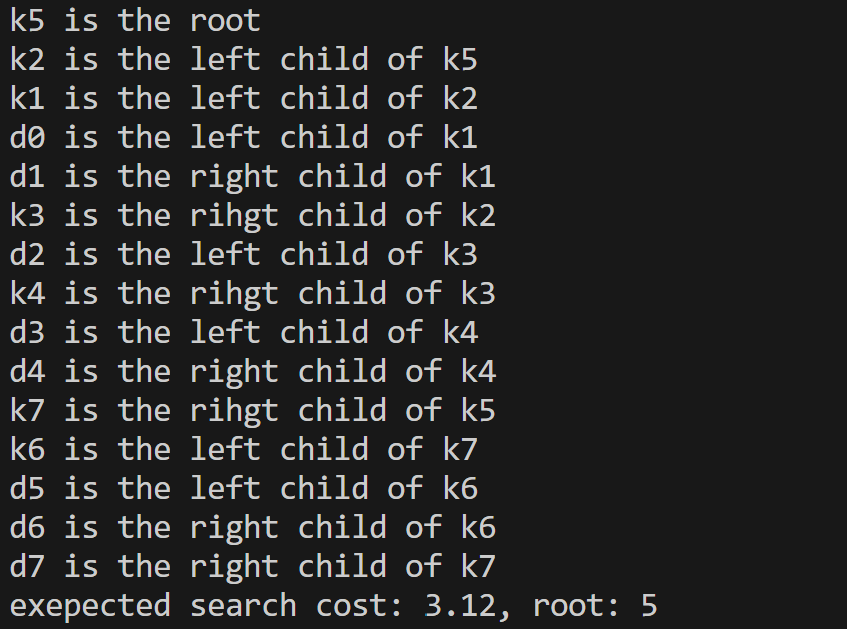 k5 is the root
k2 is the left child of k5
k1 is the left child of k2
d0 is the left child of k1
d1 is the right child of k1
k3 is the rihgt child of k2
d2 is the left child of k3
k4 is the rihgt child of k3
d3 is the left child of k4
d4 is the right child of k4
k7 is the rihgt child of k5
k6 is the left child of k7
d5 is the left child of k6
d6 is the right child of k6
d7 is the right child of k7
exepected search cost: 3.12, root: 5